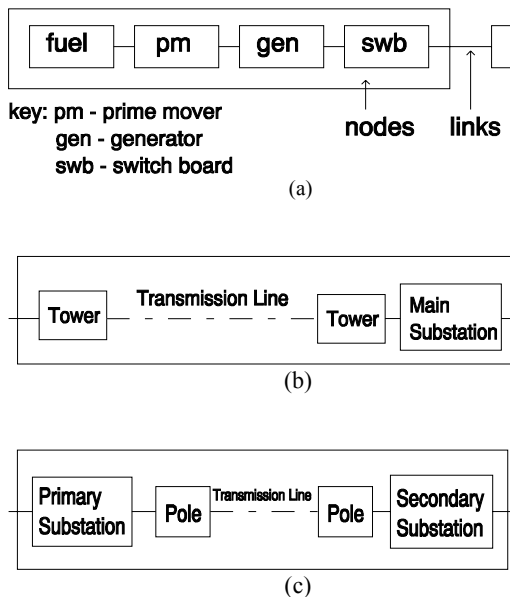 fuel pm gen swb
key: pm - prime mover
gen - generator
swb - switch board
nodes links
(a)
Transmission Line
Tower Tower Main
Substation
(b)
Primary
Substation
Pole
Transmission Line
Pole
Secondary
Substation
(c)